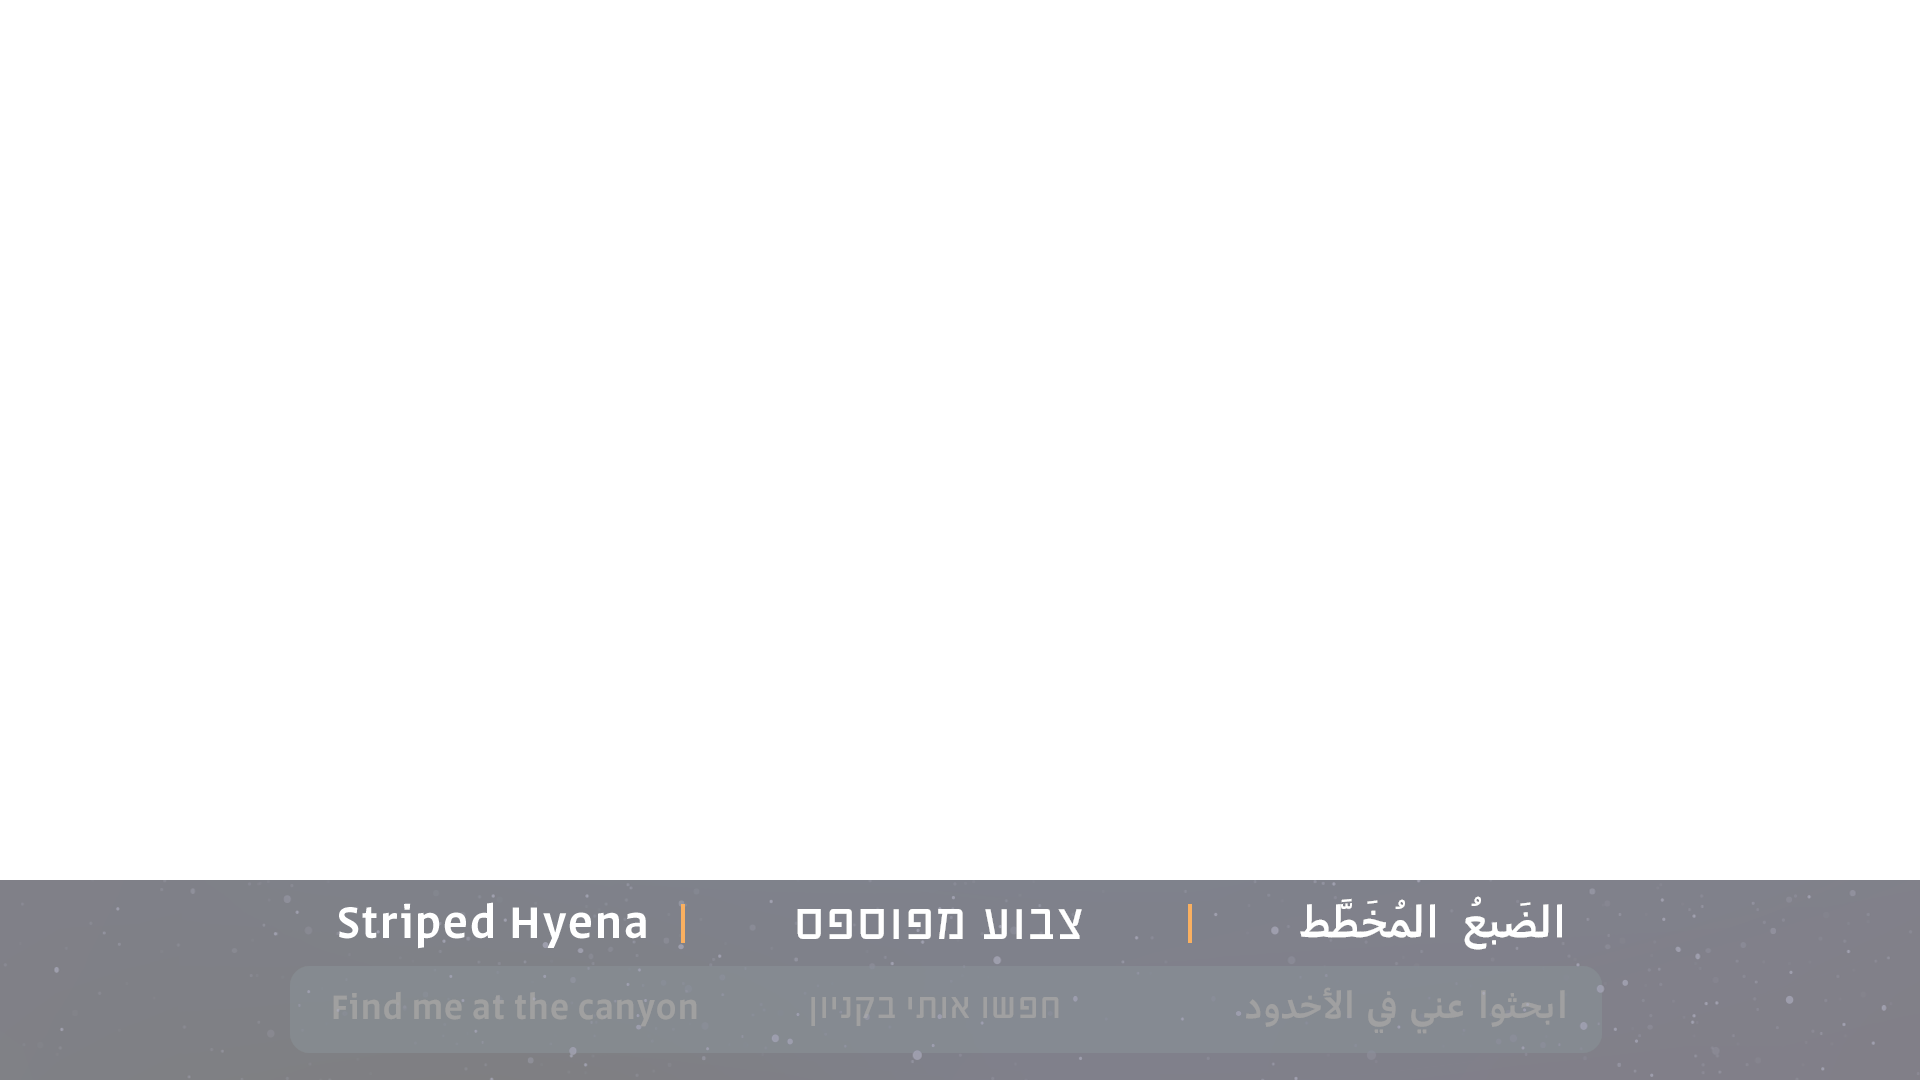 Striped Hyena | צבוע מפוספס | الضَبعُ المُخَطَّط
Find me at the canyon חפשו אותי בקניון ابحثوا عني في الأخدود.